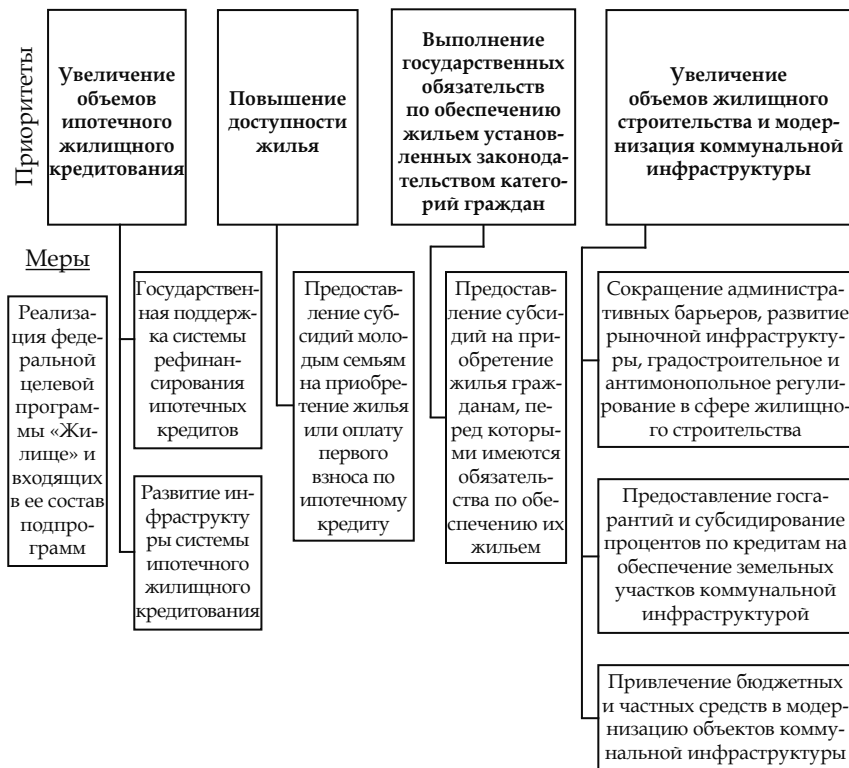 Приоритеты
Увеличение
объемов
ипотечного
жилищного
кредитования
Повышение
доступности
жилья
Выполнение
государственных
обязательств
по обеспечению
жильем установ-
ленных законода-
тельством катего-
рий граждан
Увеличение
объемов жилищного
строительства и модер-
низация коммунальной
инфраструктуры
Меры
Реализа-
ция феде-
ральной
целевой
програм-
мы «Жи-
лище» и
входящих
в ее состав
подпро-
грамм
Государствен-
ная поддерж-
ка системы
рефинан-
сирования
ипотечных
кредитов
Развитие ин-
фраструкту-
ры системы
ипотечного
жилищного
кредитования
Предостав-
ление суб-
сидий моло-
дым семьям
на приобре-
тение жилья
или оплату
первого
взноса по
ипотечному
кредиту
Предостав-
ление субси-
дий на при-
обретение
жилья граж-
данам, пе-
ред которы-
ми имеются
обязатель-
ства по обе-
спечению их
жильем
Сокращение администра-
тивных барьеров, развитие
рыночной инфраструкту-
ры, градостроительное и
антимонопольное регули-
рование в сфере жилищно-
го строительства
Предоставление госга-
рантий и субсидирование
процентов по кредитам на
обеспечение земельных
участков коммунальной
инфраструктурой
Привлечение бюджетных
и частных средств в модер-
низацию объектов комму-
нальной инфраструктуры